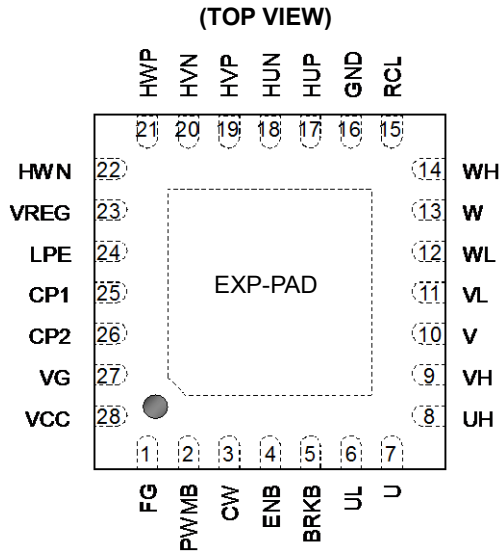 (TOP VIEW)
HWP HVN HVP HUN HUP GND RCL
21 20 19 18 17 16 15
HWN 22 14 WH
VREG 23 13 W
LPE 24 12 WL
CP1 25 EXP-PAD 11 VL
CP2 26 10 V
VG 27 9 VH
VCC 28 8 UH
1 2 3 4 5 6 7
FG PWMB CW ENB BRKB UL U